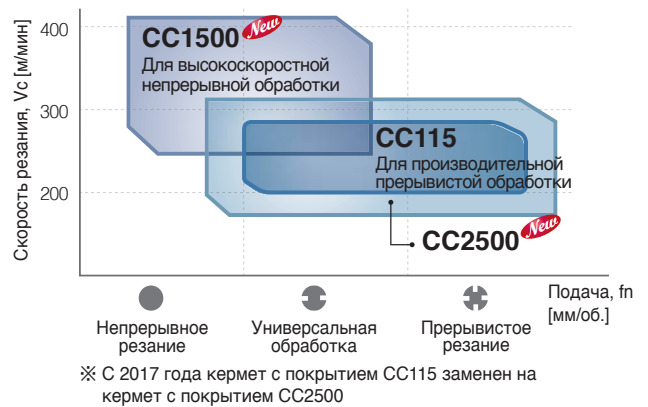 Скорость резания, Vc [м/мин]
400
300
200
CC1500 New
Для высокоскоростной
непрерывной обработки
CC115
Для производительной
прерывистой обработки
CC2500 New
Подача, fn
[мм/об.]
Непрерывное
резание
Универсальная
обработка
Прерывистое
резание
※ С 2017 года кермет с покрытием CC115 заменен на
кермет с покрытием CC2500